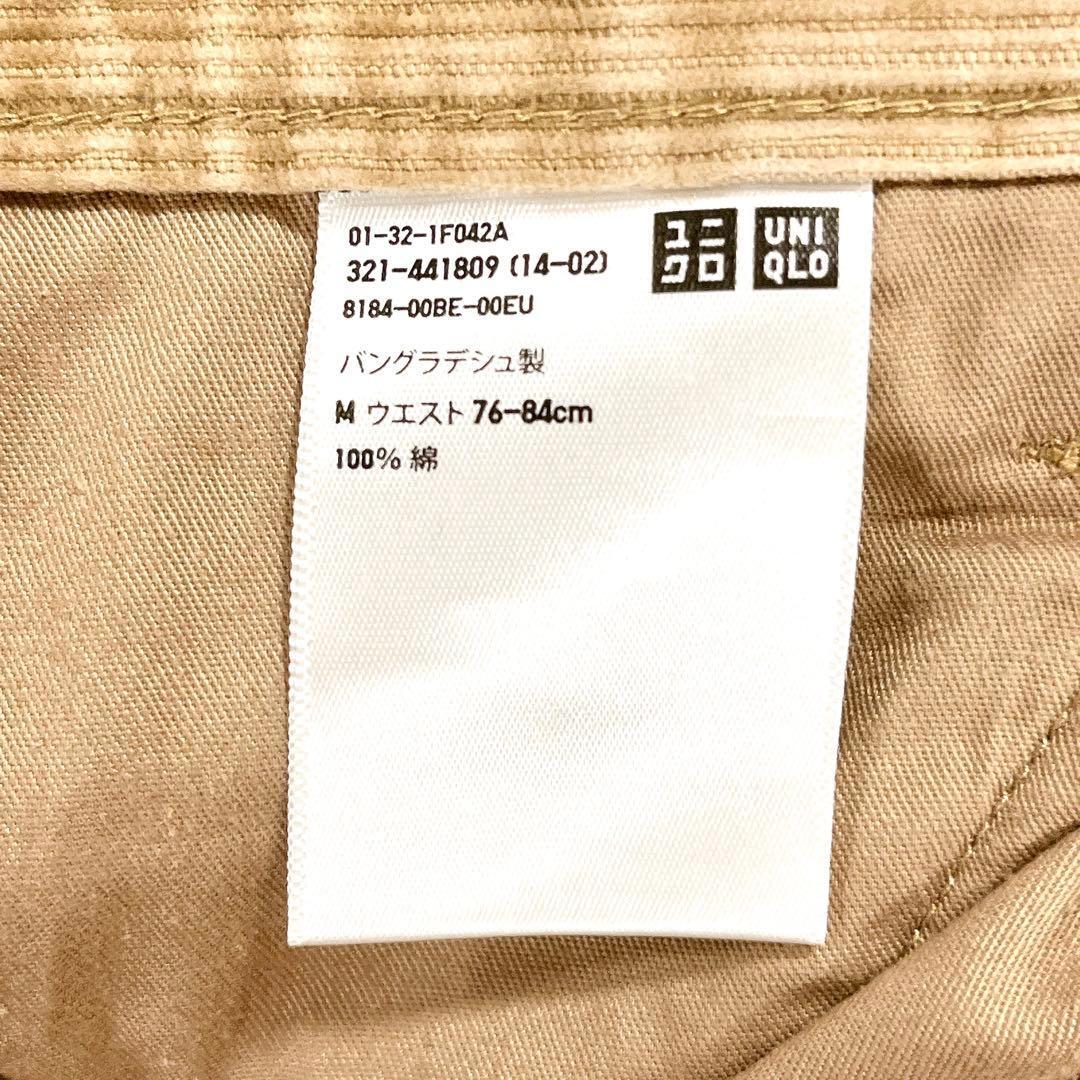 01-32-1F042A
321-441809 (14-02)
8184-00BE-00EU
ユニ
クロ
UNI
QLO
バングラデシュ製
M ウエスト 76-84cm
100% 綿